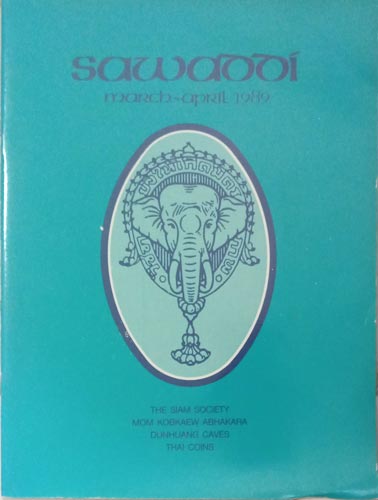 sawaddi
march-april 1989
THE SIAM SOCIETY
MOM KOBKAEW ABHAKARA
DUNHUANG CAVES
THAI COINS